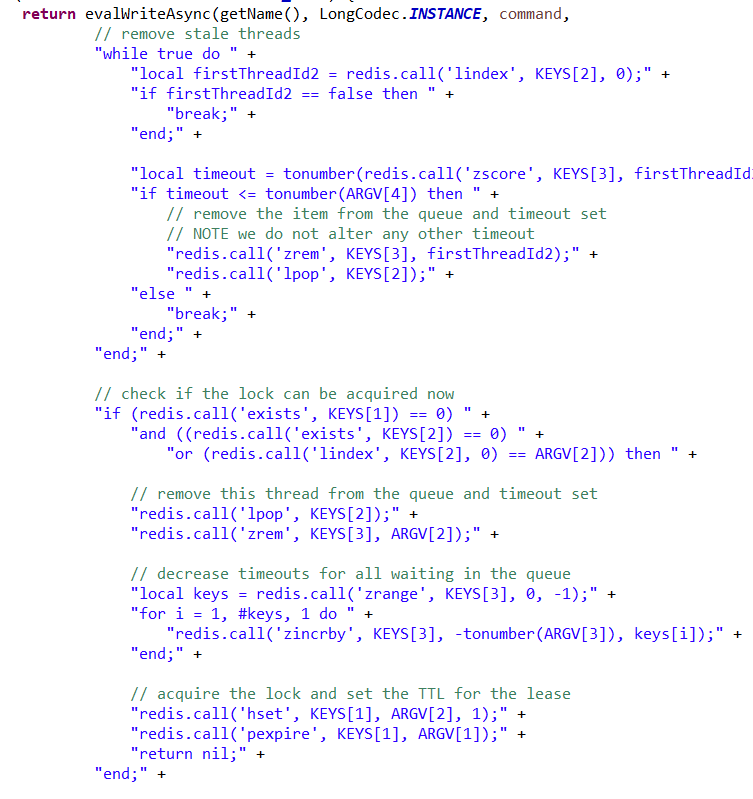 return evalWriteAsync(getName(), LongCodec.INSTANCE, command,
// remove stale threads
"while true do " +
"local firstThreadId2 = redis.call('lindex', KEYS[2], 0);" +
"if firstThreadId2 == false then " +
"break;" +
"end;" +
"local timeout = tonumber(redis.call('zscore', KEYS[3], firstThreadId
"if timeout <= tonumber(ARGV[4]) then " +
// remove the item from the queue and timeout set
// NOTE we do not alter any other timeout
"redis.call('zrem', KEYS[3], firstThreadId2);" +
"redis.call('lpop', KEYS[2]);" +
"else " +
"break;" +
"end;" +
"end;" +
// check if the lock can be acquired now
"if (redis.call('exists', KEYS[1]) == 0) " +
"and ((redis.call('exists', KEYS[2]) == 0) " +
"or (redis.call('lindex', KEYS[2], 0) == ARGV[2])) then " +
// remove this thread from the queue and timeout set
"redis.call('lpop', KEYS[2]);" +
"redis.call('zrem', KEYS[3], ARGV[2]);" +
// decrease timeouts for all waiting in the queue
"local keys = redis.call('zrange', KEYS[3], 0, -1);" +
"for i = 1, #keys, 1 do " +
"redis.call('zincrby', KEYS[3], -tonumber(ARGV[3]), keys[i]);" +
"end;" +
// acquire the lock and set the TTL for the lease
"redis.call('hset', KEYS[1], ARGV[2], 1);" +
"redis.call('pexpire', KEYS[1], ARGV[1]);" +
"return nil;" +
"end;" +